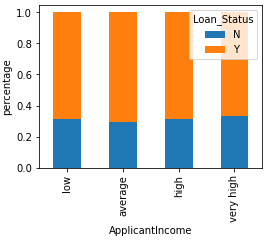 Loan_Status
N
Y
1.0
0.8
0.6
0.4
0.2
0.0
percentage
low
average
high
very high
ApplicantIncome